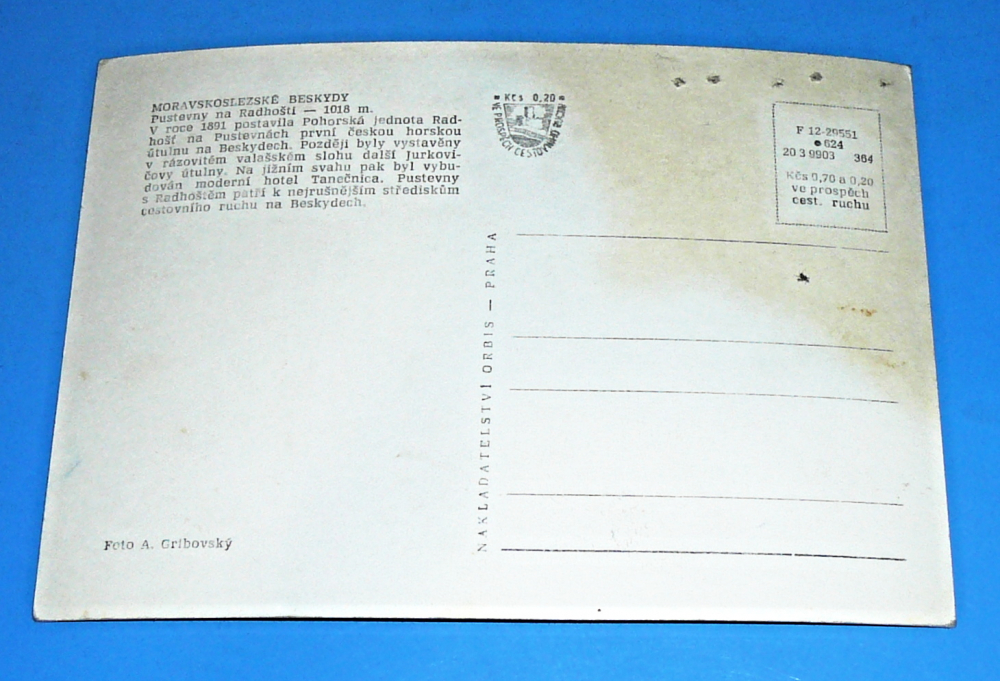 MORAVSKOSLEZSKÉ BESKYDY
Pustevny na Radhošti — 1018 m.
V roce 1891 postavila Pohorská jednota Rad-
hošť na Pustevnách první českou horskou
útulnu na Beskydech. Později byly vystavěny
v rázovitém valašském slohu další Jurkovi-
čovy útulny. Na jižním svahu pak byl vybu-
dován moderní hotel Tanečnica. Pustevny
s Radhoštěm patří k nejrušnějším střediskům
cestovního ruchu na Beskydech.
Foto A. Gribovský
NAKLADATELSTVÍ ORBIS — PRAHA
Kčs 0,20
VE PROSPĚCH CESTOVNÍHO RUCHU
F 12-29551
624
20 3 9903 364
Kčs 0,70 a 0,20
ve prospěch
cest. ruchu